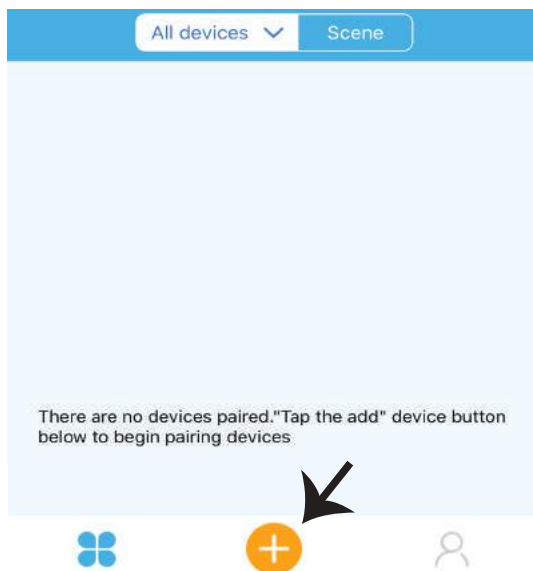 All devices Scene
There are no devices paired."Tap the add" device button
below to begin pairing devices